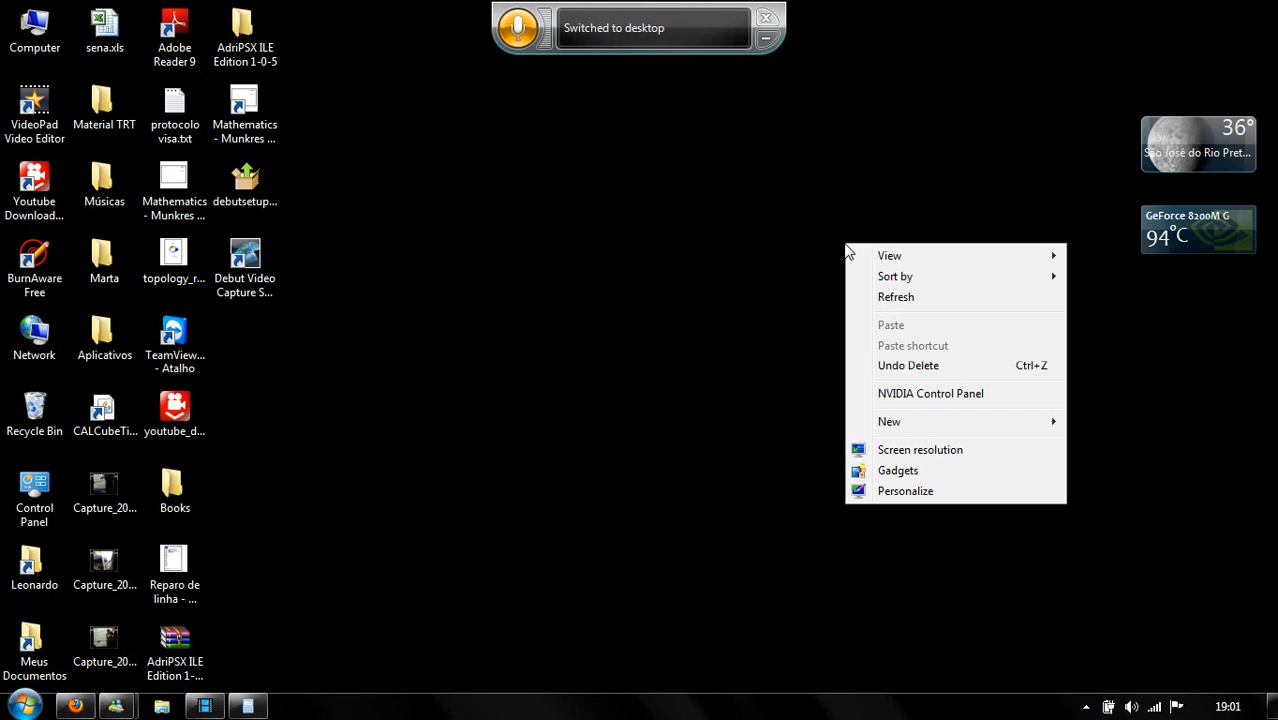 Switched to desktop
Computer
sena.xls
Adobe
Reader 9
AdriPSX ILE
Edition 1-0-5
VideoPad
Video Editor
Material TRT
protocolo
visa.txt
Mathematics
- Munkres ...
Youtube
Download...
Músicas
Mathematics
- Munkres ...
debutsetup...
BurnAware
Free
Marta
topology_r...
Debut Video
Capture S...
Network
Aplicativos
TeamView...
- Atalho
Recycle Bin
CALCubeTi...
youtube_d...
Control
Panel
Capture_20...
Books
Leonardo
Capture_20...
Reparo de
linha - ...
Meus
Documentos
Capture_20...
AdriPSX ILE
Edition 1-...
36°
São José do Rio Pret...
GeForce 8200M G
94°C
View
Sort by
Refresh
Paste
Paste shortcut
Undo Delete Ctrl+Z
NVIDIA Control Panel
New
Screen resolution
Gadgets
Personalize
19:01